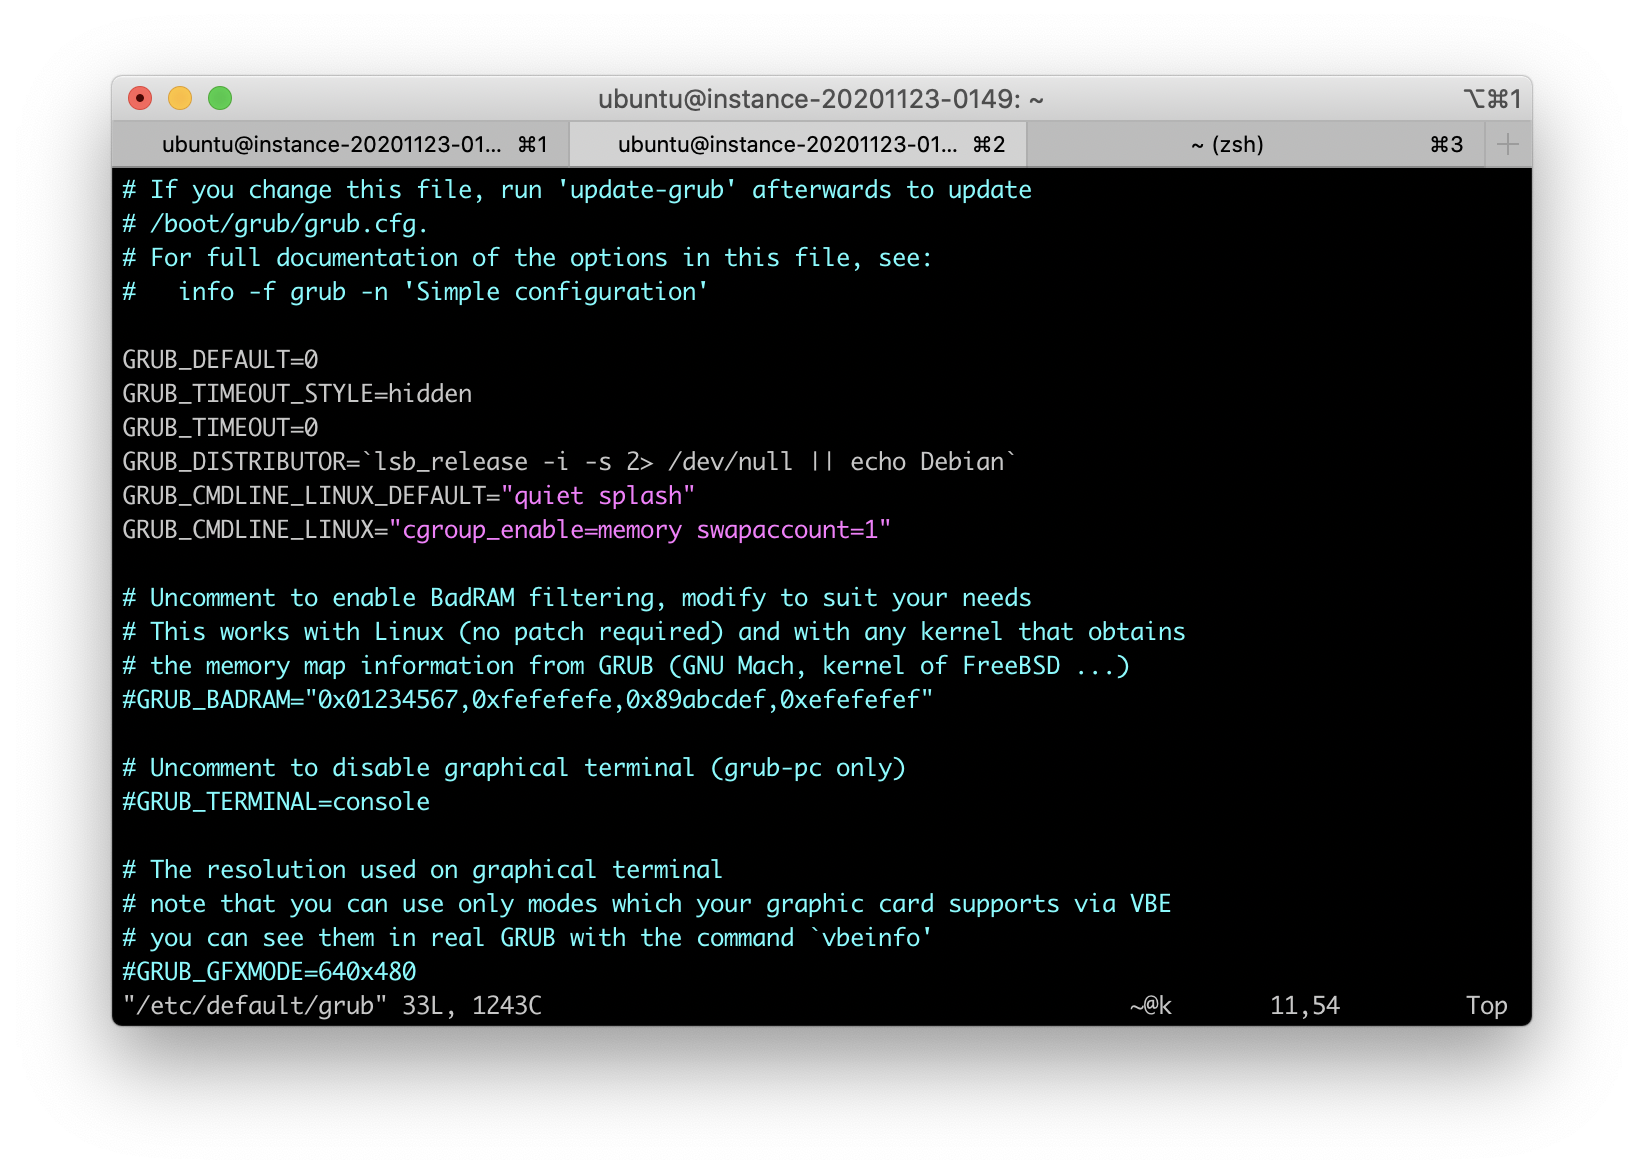 ubuntu@instance-20201123-0149: ~ ⌥⌘1
ubuntu@instance-20201123-01... ⌘1 ubuntu@instance-20201123-01... ⌘2 ~ (zsh) ⌘3 +
# If you change this file, run 'update-grub' afterwards to update
# /boot/grub/grub.cfg.
# For full documentation of the options in this file, see:
#   info -f grub -n 'Simple configuration'

GRUB_DEFAULT=0
GRUB_TIMEOUT_STYLE=hidden
GRUB_TIMEOUT=0
GRUB_DISTRIBUTOR=`lsb_release -i -s 2> /dev/null || echo Debian`
GRUB_CMDLINE_LINUX_DEFAULT="quiet splash"
GRUB_CMDLINE_LINUX="cgroup_enable=memory swapaccount=1"

# Uncomment to enable BadRAM filtering, modify to suit your needs
# This works with Linux (no patch required) and with any kernel that obtains
# the memory map information from GRUB (GNU Mach, kernel of FreeBSD ...)
#GRUB_BADRAM="0x01234567,0xfefefefe,0x89abcdef,0xefefefef"

# Uncomment to disable graphical terminal (grub-pc only)
#GRUB_TERMINAL=console

# The resolution used on graphical terminal
# note that you can use only modes which your graphic card supports via VBE
# you can see them in real GRUB with the command `vbeinfo'
#GRUB_GFXMODE=640x480
"/etc/default/grub" 33L, 1243C ~@k 11,54 Top